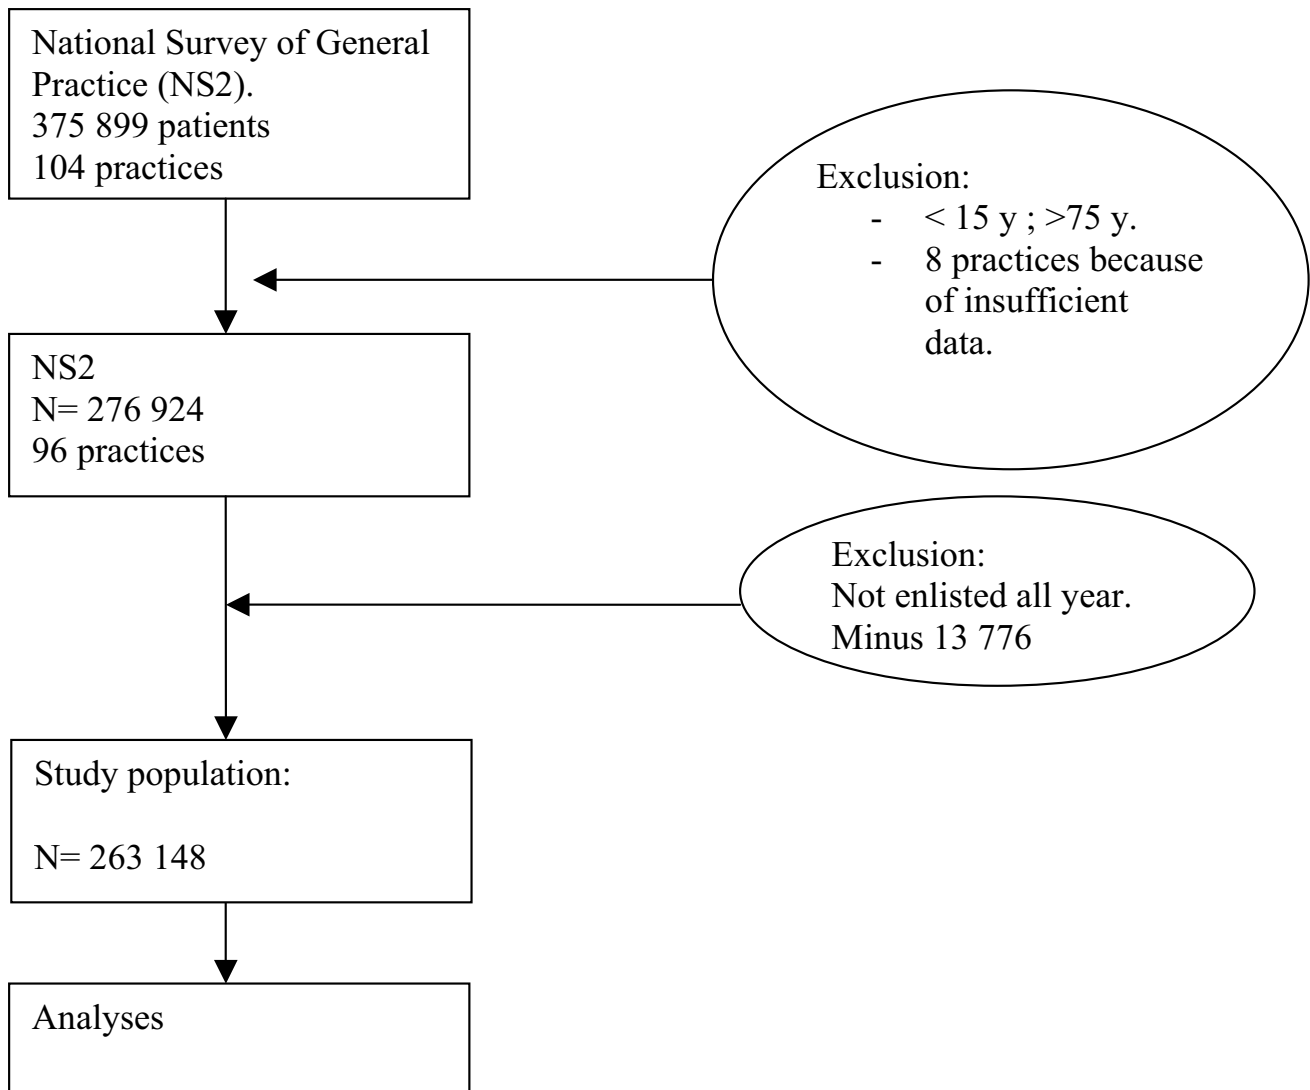 National Survey of General
Practice (NS2).
375 899 patients
104 practices
Exclusion:
- < 15 y ; >75 y.
- 8 practices because
of insufficient
data.
NS2
N= 276 924
96 practices
Exclusion:
Not enlisted all year.
Minus 13 776
Study population:
N= 263 148
Analyses